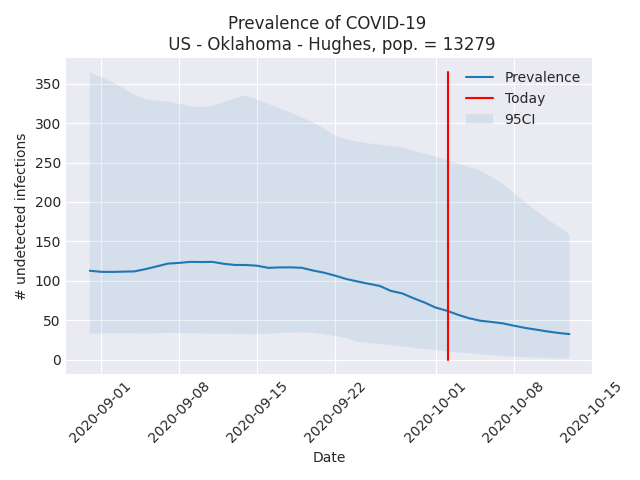 Prevalence of COVID-19
US - Oklahoma - Hughes, pop. = 13279
350
300
250
200
150
100
50
0
# undetected infections
Prevalence
Today
95CI
2020-09-01
2020-09-08
2020-09-15
2020-09-22
2020-10-01
2020-10-08
2020-10-15
Date